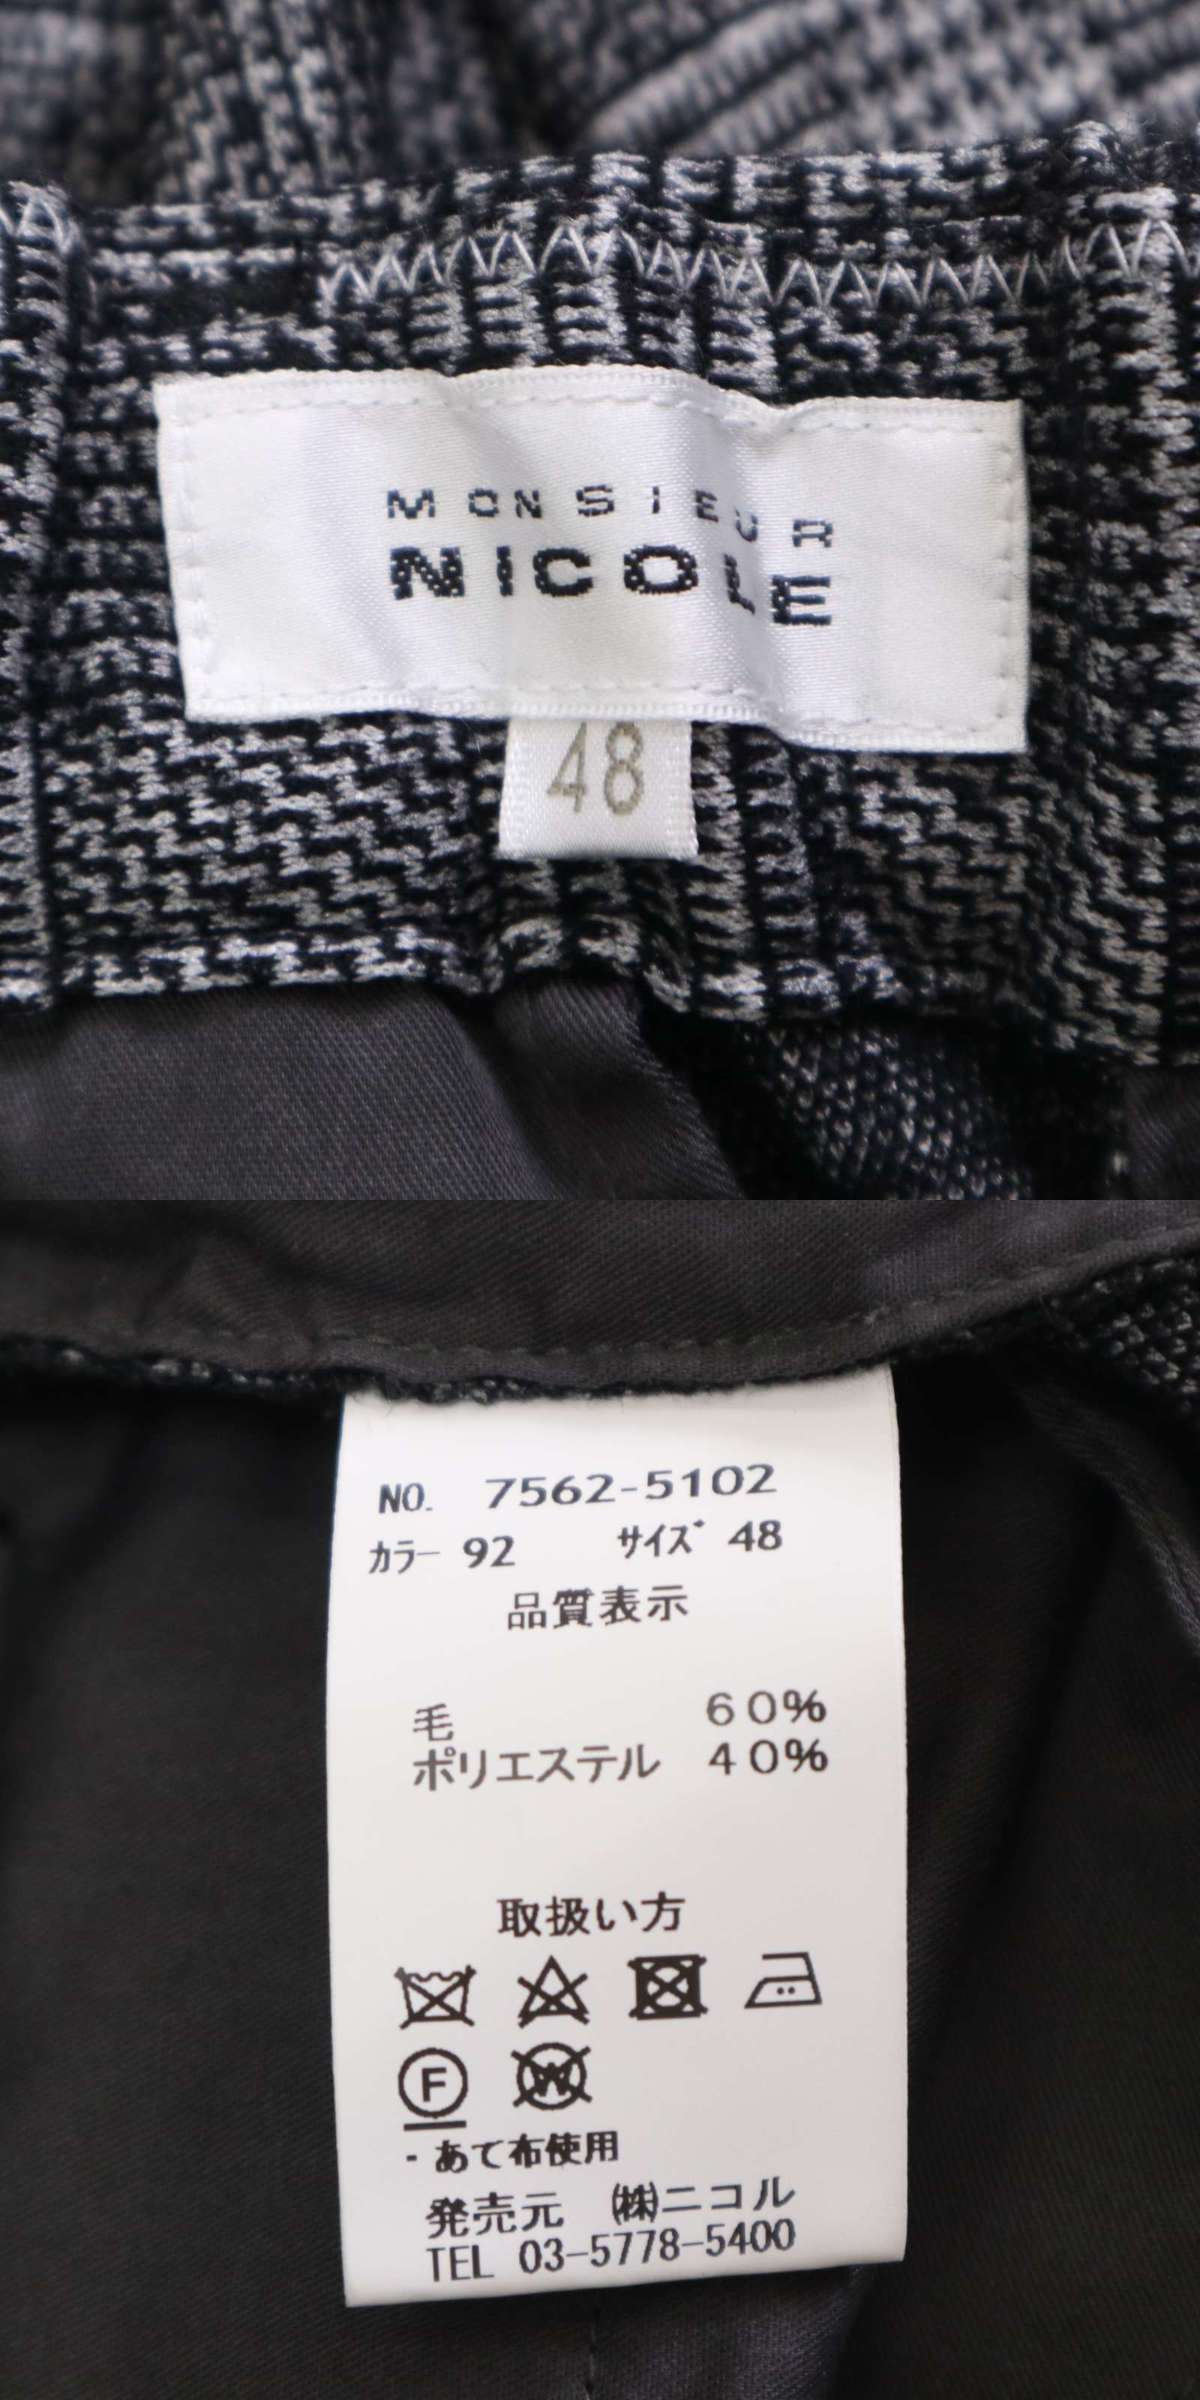 MONSIEUR
NICOLE
48
NO. 7562-5102
カラー 92 サイズ 48
品質表示
毛 60%
ポリエステル 40%
取扱い方
F W
・あて布使用
発売元 ㈱ニコル
TEL 03-5778-5400